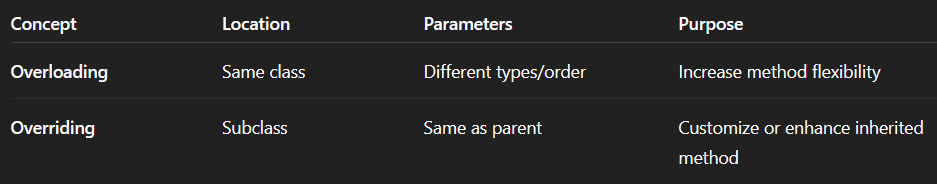 Concept Location Parameters Purpose
Overloading Same class Different types/order Increase method flexibility
Overriding Subclass Same as parent Customize or enhance inherited
method